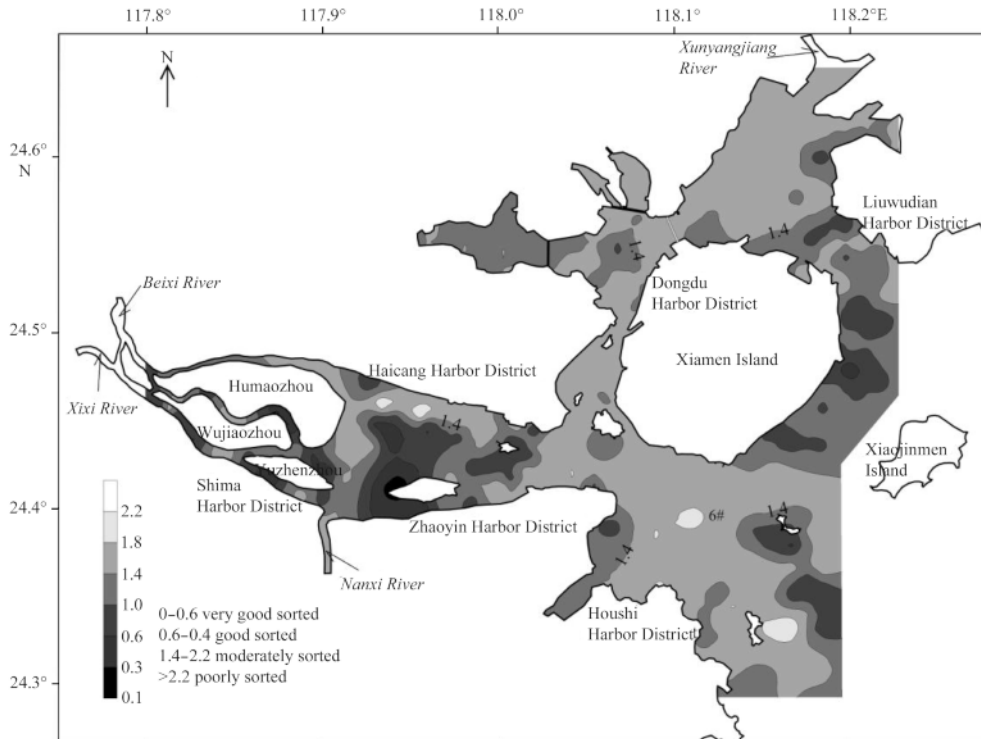 117.8° 117.9° 118.0° 118.1° 118.2°E
N
Xunyangjiang
River
24.6°
N
Liuwudian
Harbor District
1.4
1.4
Beixi River
Dongdu
Harbor District
24.5°
Haicang Harbor District
Xiamen Island
Humaozhou
Xixi River
1.4
Wujiaozhou
Yuzhenzhou
Xiaojinmen
Island
Shima
Harbor District
24.4°
Zhaoyin Harbor District
6#
1.4
2.2
1.8
1.4
1.0
0.6
0.3
0.1
1.4
Nanxi River
0–0.6 very good sorted
0.6–0.4 good sorted
1.4–2.2 moderately sorted
>2.2 poorly sorted
Houshi
Harbor District
24.3°